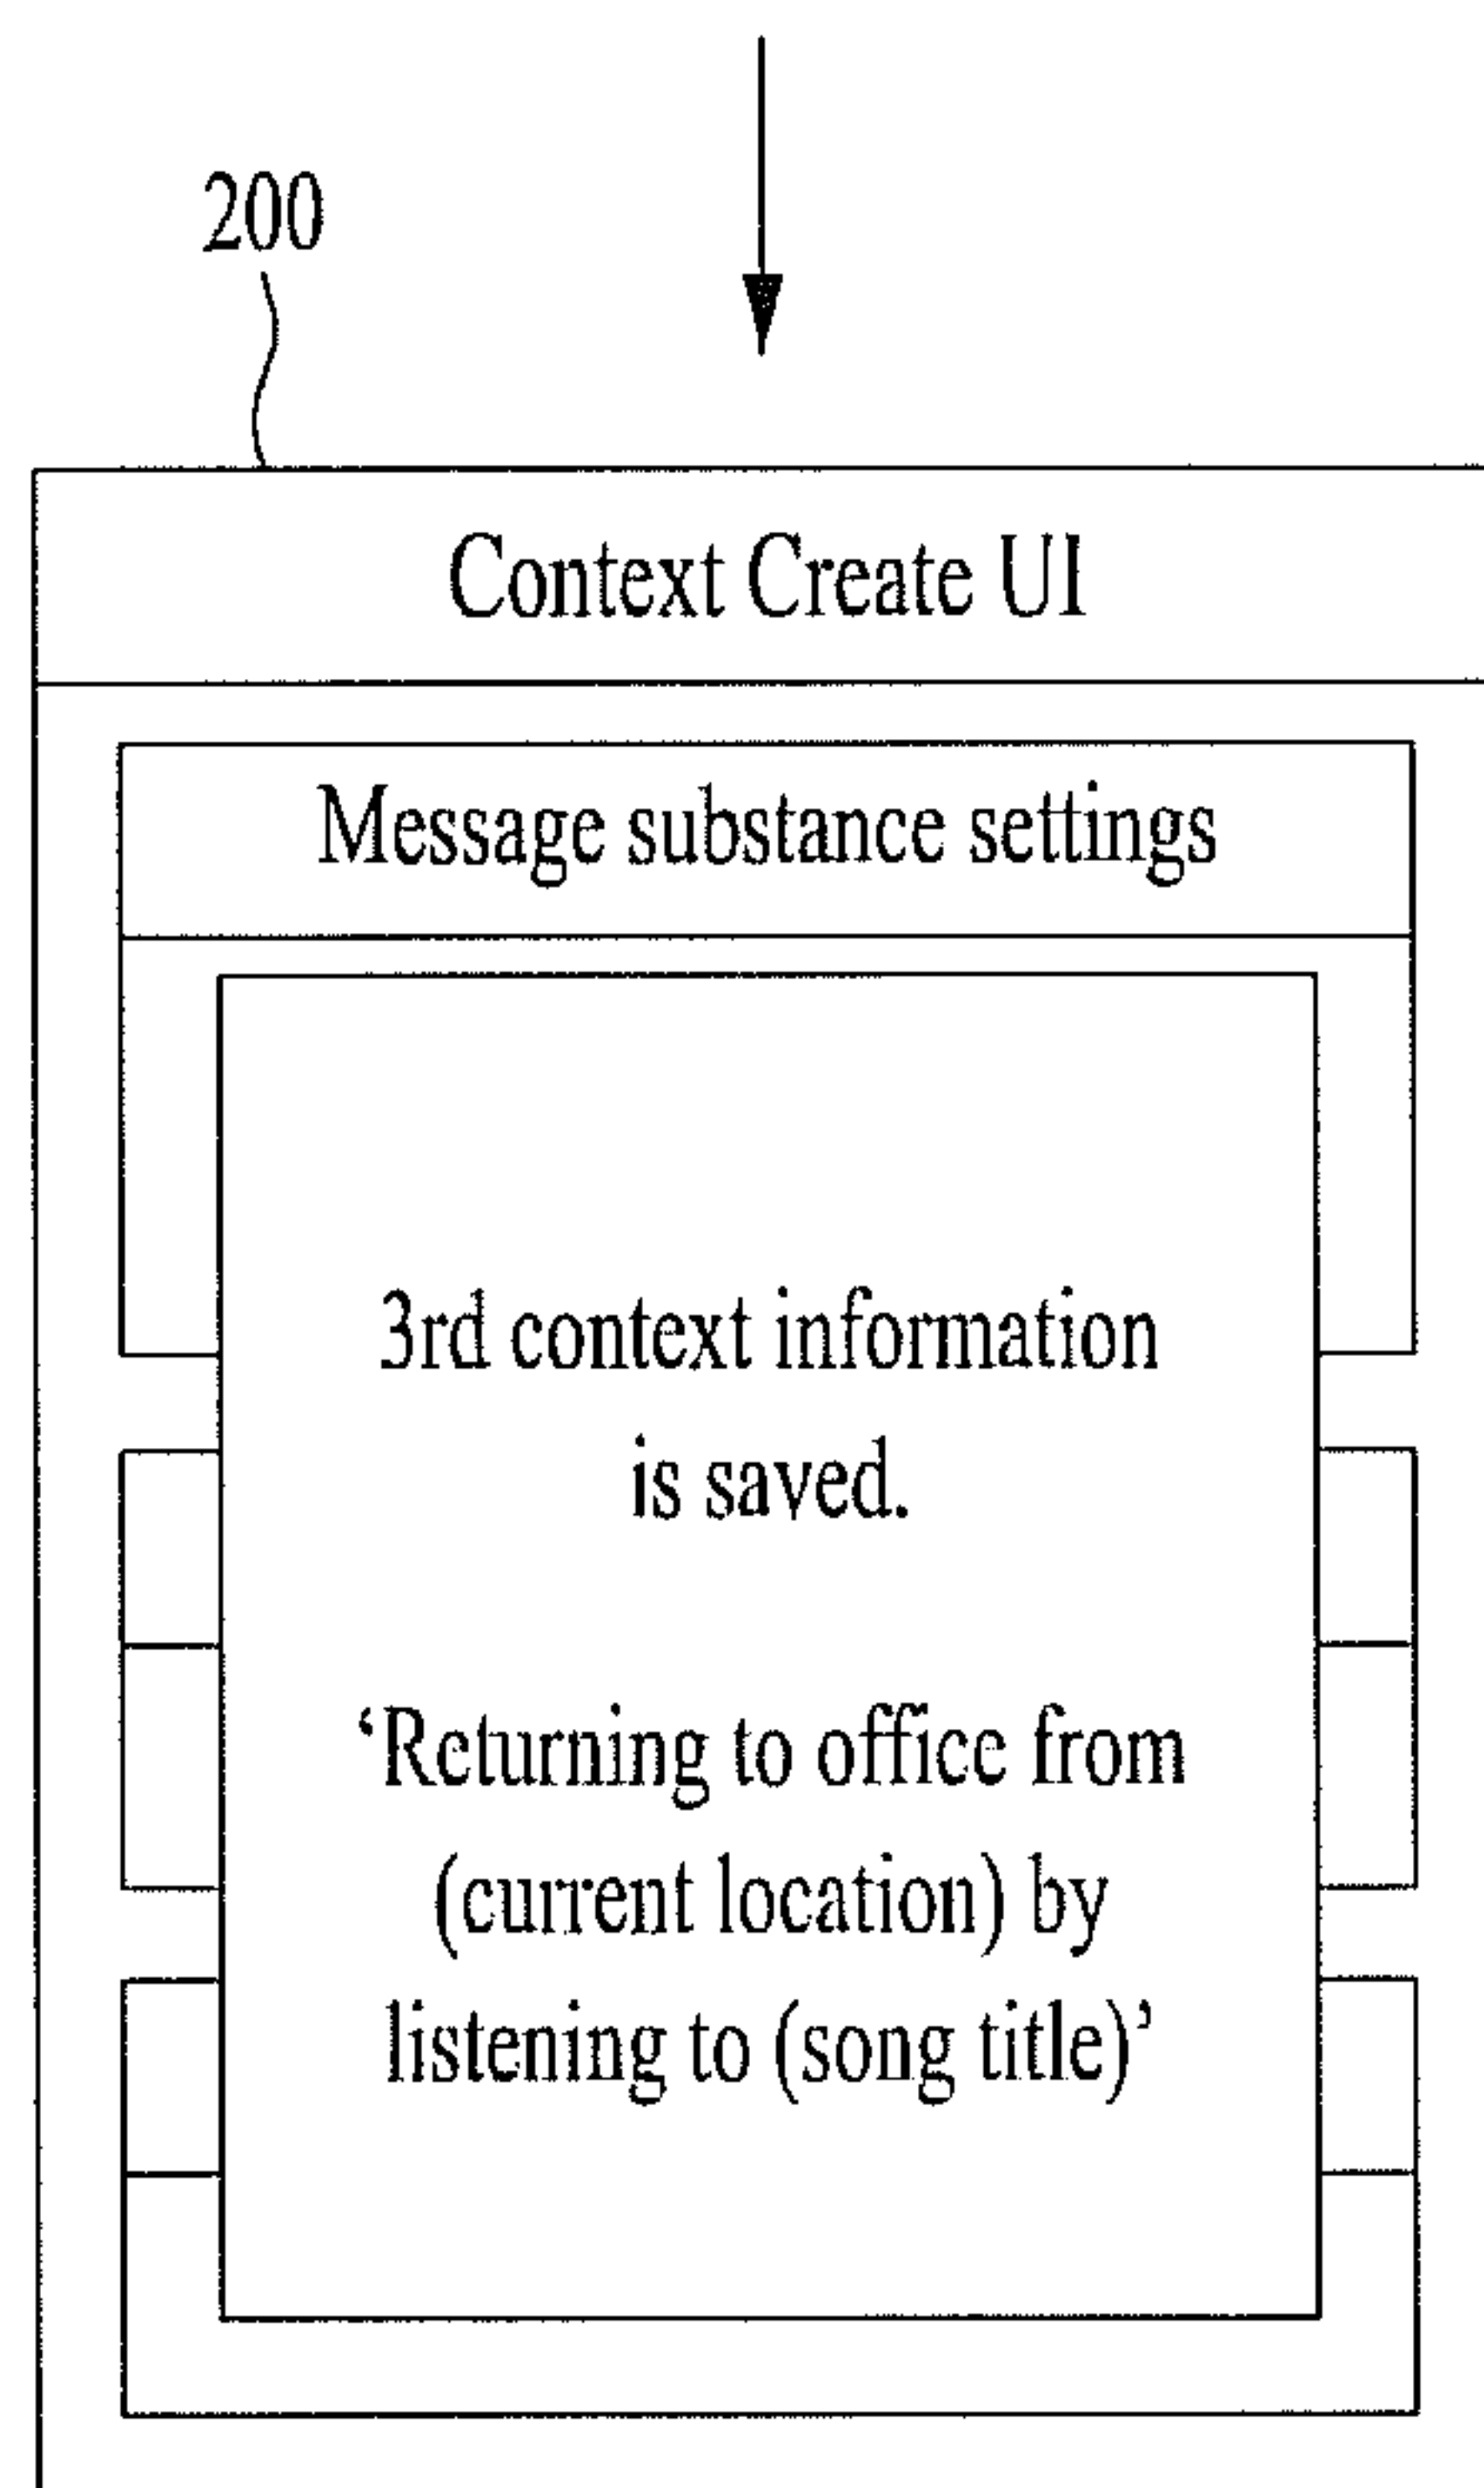 200
Context Create UI
Message substance settings
3rd context information
is saved.
‘Returning to office from
(current location) by
listening to (song title)’